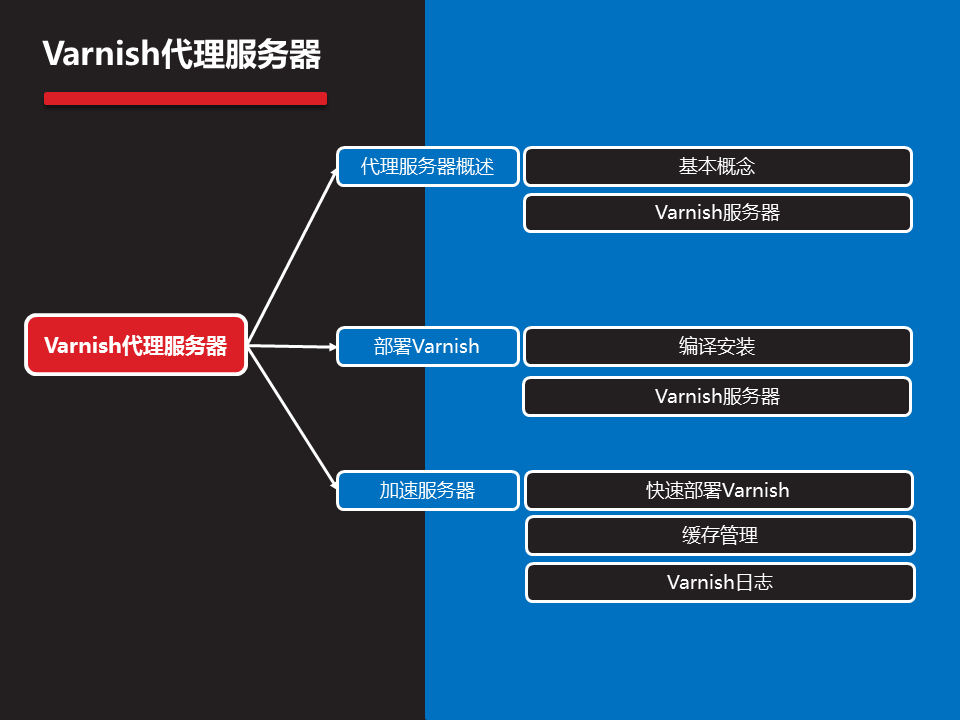 Varnish代理服务器
代理服务器概述
基本概念
Varnish服务器
Varnish代理服务器
部署Varnish
编译安装
Varnish服务器
加速服务器
快速部署Varnish
缓存管理
Varnish日志